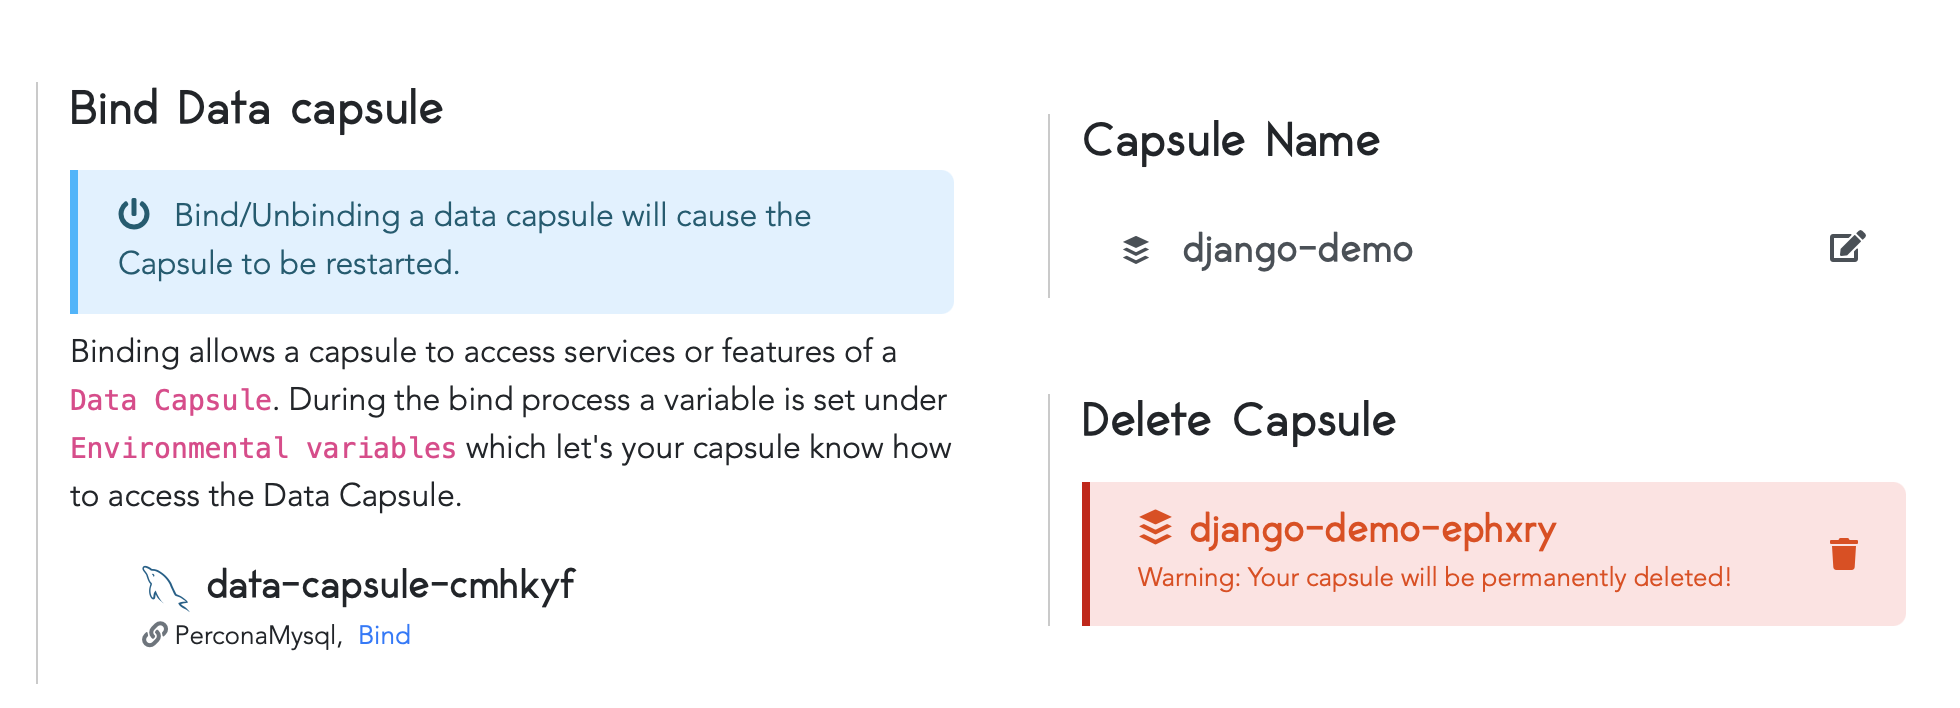 Bind Data capsule
Bind/Unbinding a data capsule will cause the
Capsule to be restarted.
Binding allows a capsule to access services or features of a
Data Capsule. During the bind process a variable is set under
Environmental variables which let's your capsule know how
to access the Data Capsule.
data-capsule-cmhkyf
PerconaMysql, Bind
Capsule Name
django-demo
Delete Capsule
django-demo-ephxry
Warning: Your capsule will be permanently deleted!